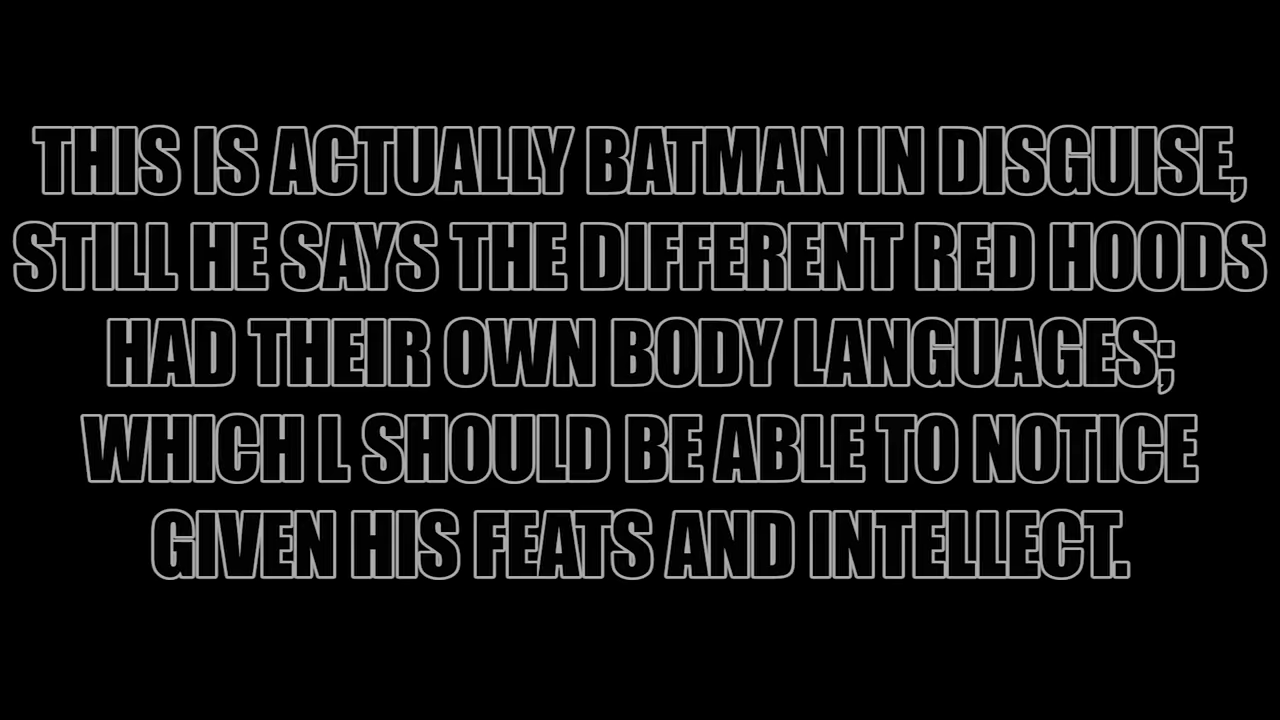 THIS IS ACTUALLY BATMAN IN DISGUISE,
STILL HE SAYS THE DIFFERENT RED HOODS
HAD THEIR OWN BODY LANGUAGES;
WHICH L SHOULD BE ABLE TO NOTICE
GIVEN HIS FEATS AND INTELLECT.